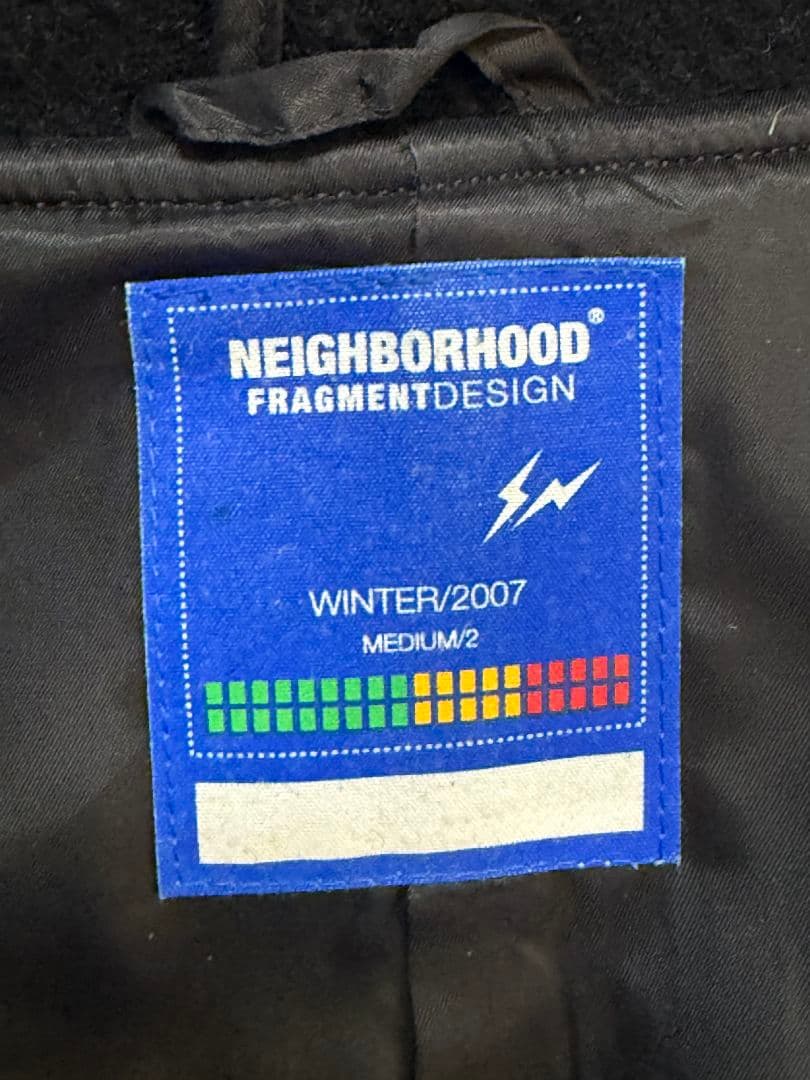 NEIGHBORHOOD®
FRAGMENTDESIGN
WINTER/2007
MEDIUM/2